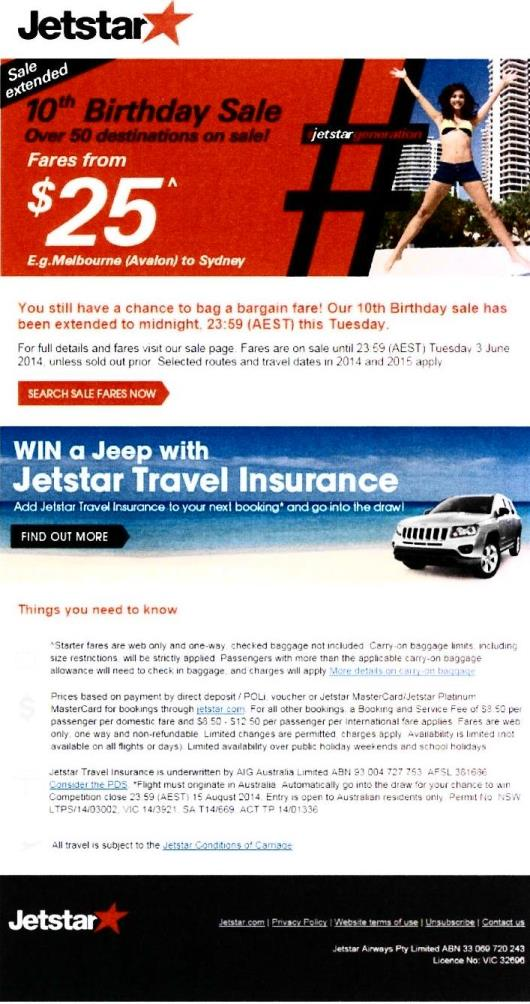 Jetstar
Sale
extended
10th Birthday Sale
Over 50 destinations on sale!
#jetstargeneration
Fares from
$25^
E.g.Melbourne (Avalon) to Sydney
You still have a chance to bag a bargain fare! Our 10th Birthday sale has
been extended to midnight, 23:59 (AEST) this Tuesday.
For full details and fares visit our sale page. Fares are on sale until 23:59 (AEST) Tuesday 3 June
2014, unless sold out prior. Selected routes and travel dates in 2014 and 2015 apply.
SEARCH SALE FARES NOW
WIN a Jeep with
Jetstar Travel Insurance
Add Jetstar Travel Insurance to your next booking* and go into the draw!
FIND OUT MORE
Things you need to know
^Starter fares are web only and one-way, checked baggage not included. Carry-on baggage limits, including
size restrictions, will be strictly applied. Passengers with more than the applicable carry-on baggage
allowance will need to check in baggage, and charges will apply. More details on carry-on baggage
$
Prices based on payment by direct deposit / POLi, voucher or Jetstar MasterCard/Jetstar Platinum
MasterCard for bookings through jetstar.com. For all other bookings, a Booking and Service Fee of $8.50 per
passenger per domestic fare and $8.50 - $12.50 per passenger per International fare applies. Fares are web
only, one way and non-refundable. Limited changes are permitted, charges apply. Availability is limited (not
available on all flights or days). Limited availability over public holiday weekends and school holidays.
Jetstar Travel Insurance is underwritten by AIG Australia Limited ABN 93 004 727 753, AFSL 381686
Consider the PDS. *Flight must originate in Australia. Automatically go into the draw for your chance to win
Competition close 23:59 (AEST) 15 August 2014. Entry is open to Australian residents only. Permit No. NSW
LTPS/14/03002, VIC 14/3921, SA T14/669, ACT TP 14/01336
All travel is subject to the Jetstar Conditions of Carriage
Jetstar
Jetstar.com | Privacy Policy | Website terms of use | Unsubscribe | Contact us
Jetstar Airways Pty Limited ABN 33 069 720 243
Licence No: VIC 32696